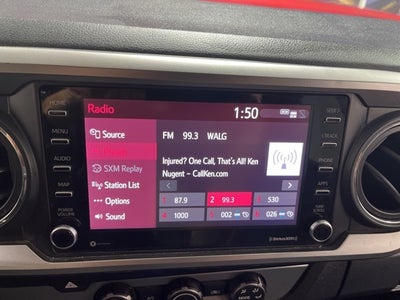 HOME
MENU
AUDIO
MAP
POWER
VOLUME
Radio
1:50
Source
SXM Replay
Station List
Options
Sound
FM 99.3 WALG
Injured? One Call, That's All! Ken
Nugent ~ CallKen.com
1 87.9
2 99.3
3 530
4 1000
5 002
6 026
SEEK
TRACK
PHONE
APPS
TUNE
SCROLL
SiriusXM